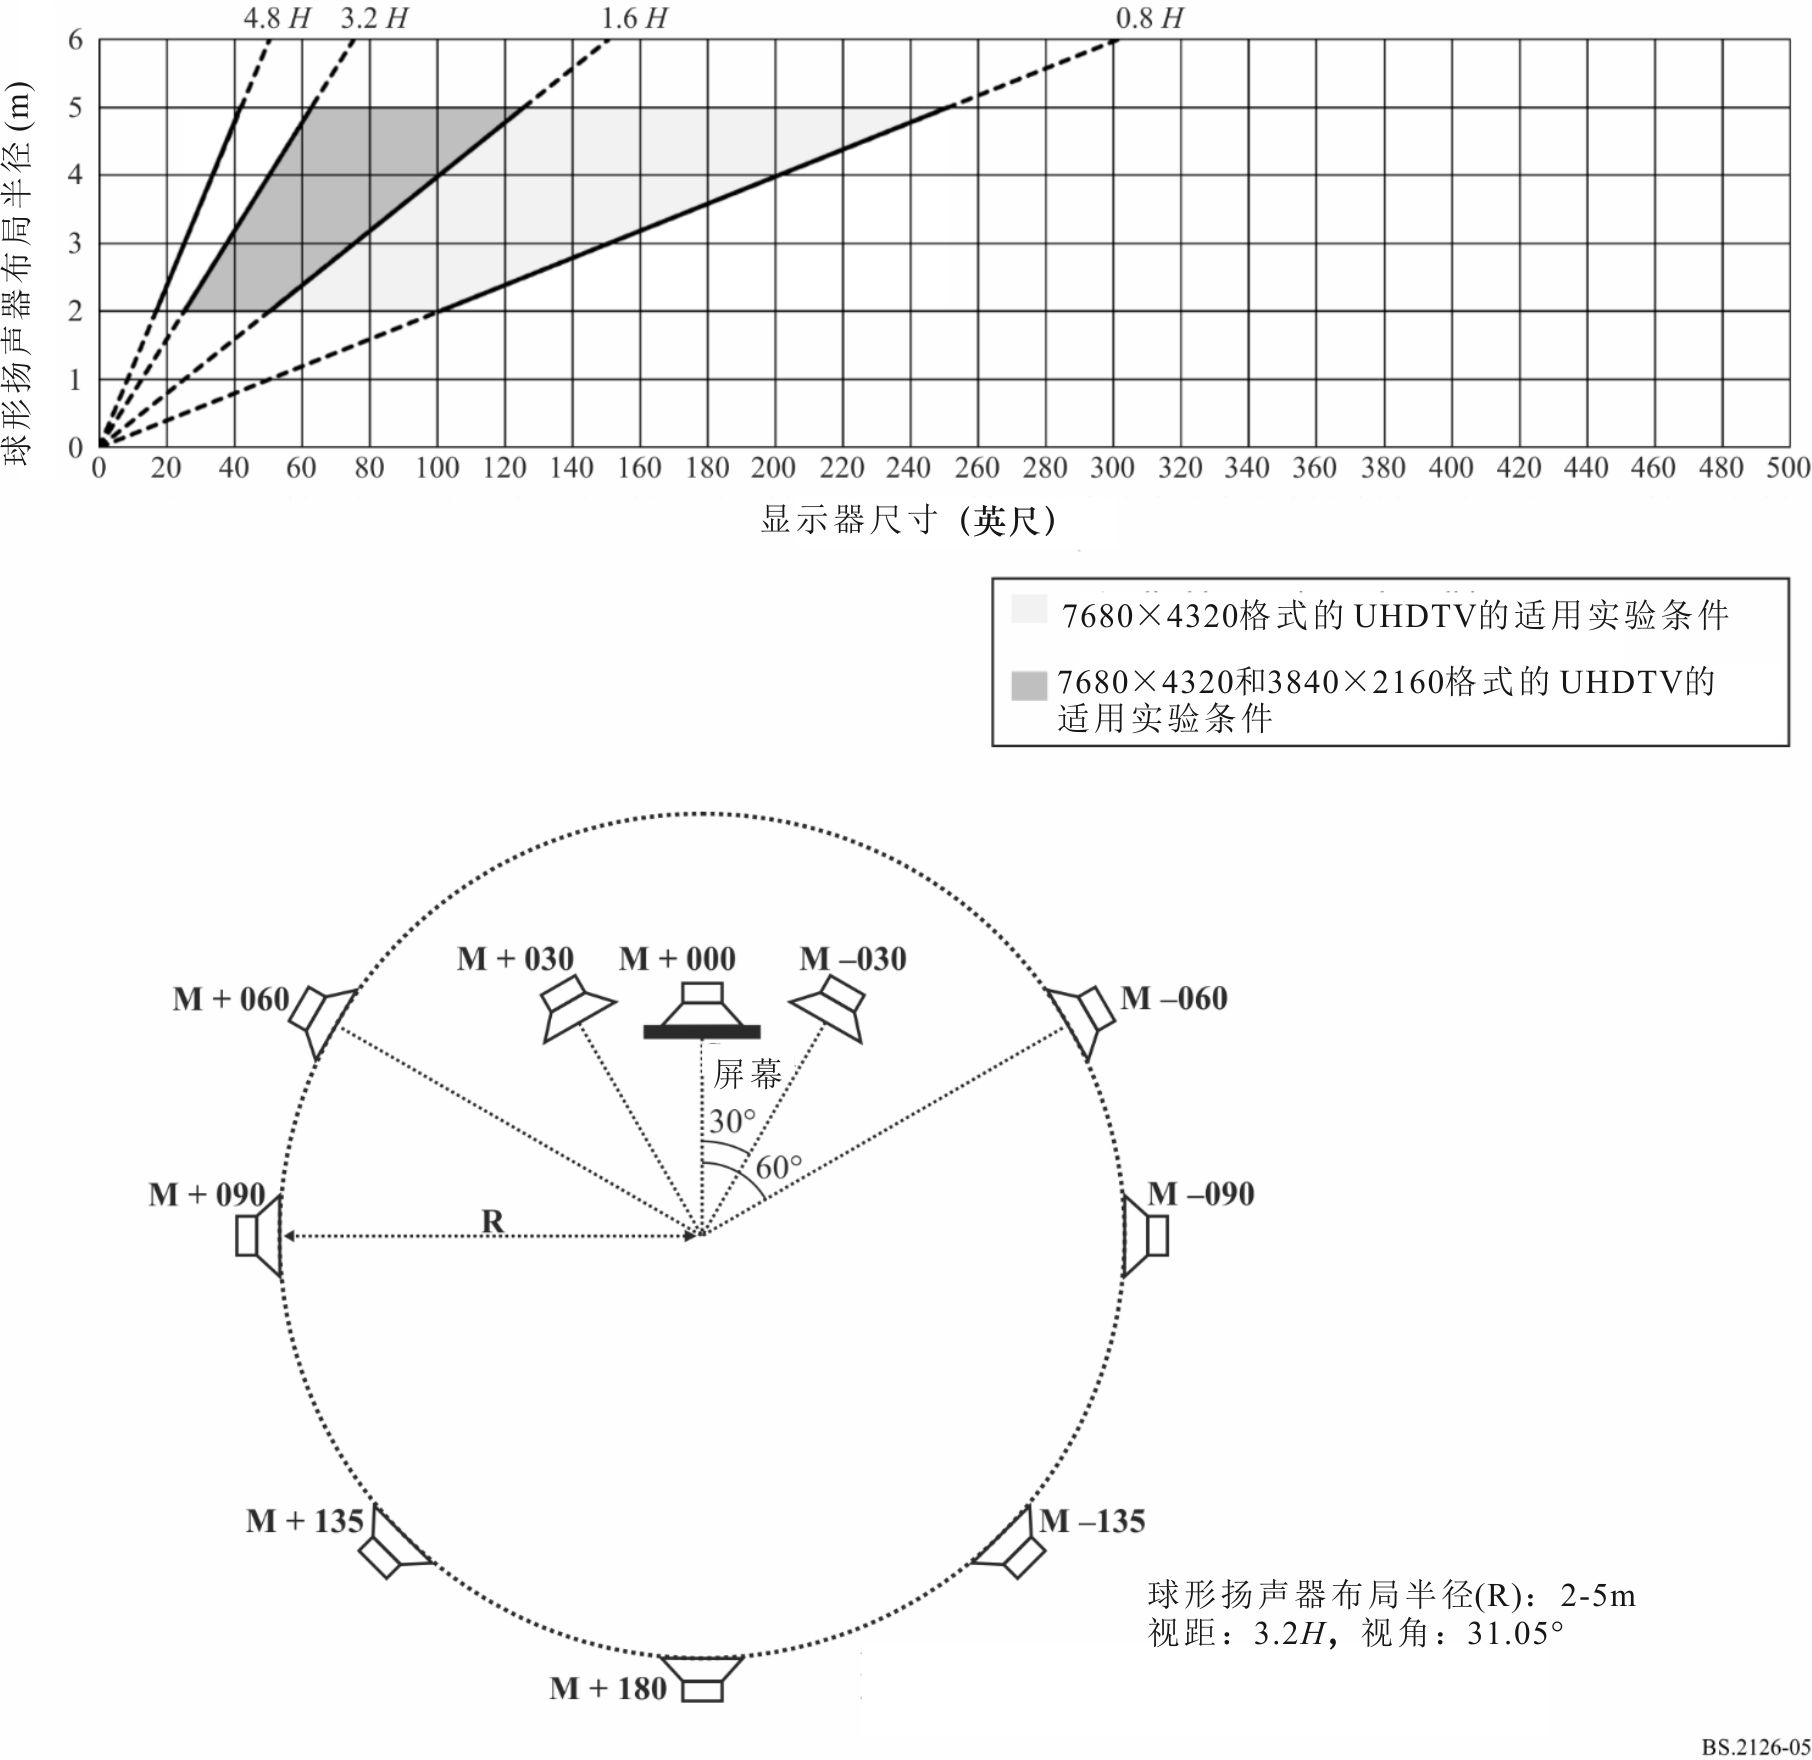 4.8 H 3.2 H 1.6 H 0.8 H
6
5
4
3
2
1
0
球形扬声器布局半径 (m)
0 20 40 60 80 100 120 140 160 180 200 220 240 260 280 300 320 340 360 380 400 420 440 460 480 500
显示器尺寸 (英尺)
7680×4320格式的 UHDTV的适用实验条件
7680×4320和3840×2160格式的 UHDTV的
适用实验条件
M + 030 M + 000 M –030
M + 060 M –060
屏幕
30°
60°
M + 090 M –090
R
M + 135 M –135
球形扬声器布局半径(R)：2-5m
视距：3.2H，视角：31.05°
M + 180
BS.2126-05